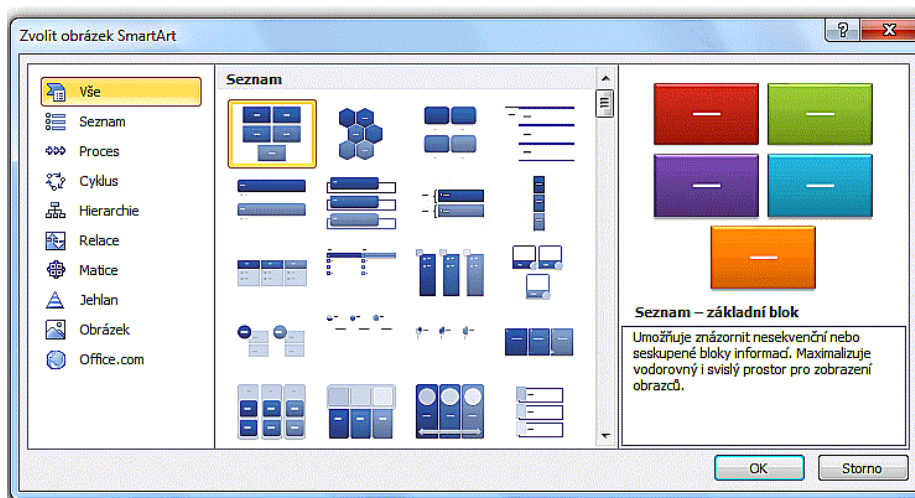 Zvolit obrázek SmartArt
Vše
Seznam
Proces
Cyklus
Hierarchie
Relace
Matice
Jehlan
Obrázek
Office.com
Seznam
Seznam – základní blok
Umožňuje znázornit nesekvenční nebo
seskupené bloky informací. Maximalizuje
vodorovný i svislý prostor pro zobrazení
obrazců.
OK
Storno